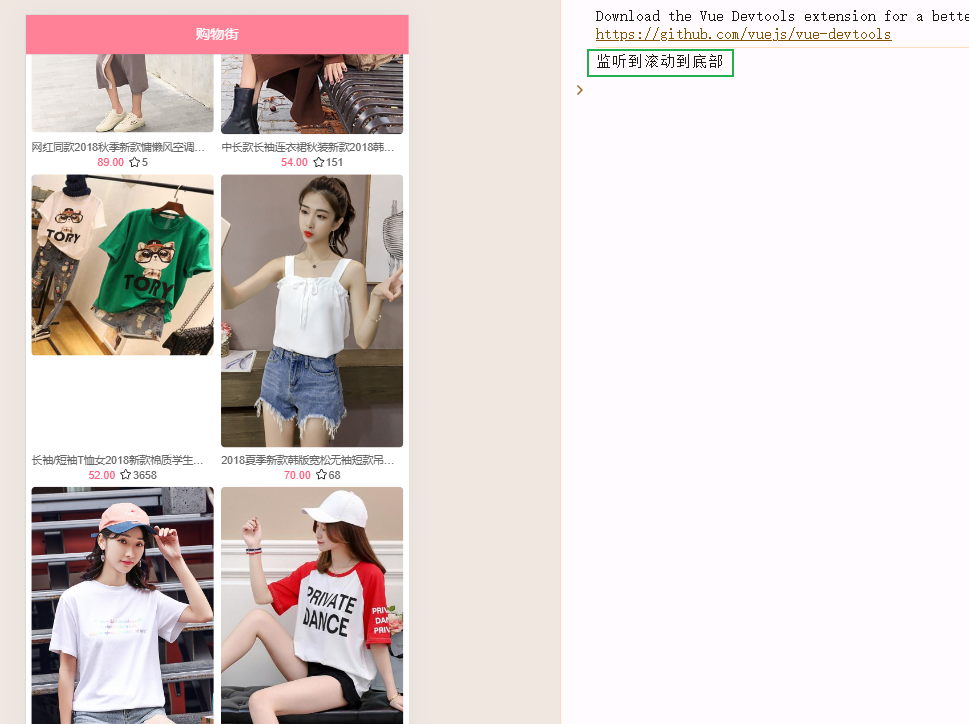 购物街
网红同款2018秋季新款慵懒风空调...
89.00 ☆5
中长款长袖连衣裙秋装新款2018韩...
54.00 ☆151
TORY
TORY
长袖/短袖T恤女2018新款棉质学生...
52.00 ☆3658
2018夏季新款韩版宽松无袖短款吊...
70.00 ☆68
PRIVATE
DANCE
PRIV
DAN
PRIV
Download the Vue Devtools extension for a bette
https://github.com/vuejs/vue-devtools
监听到滚动到底部